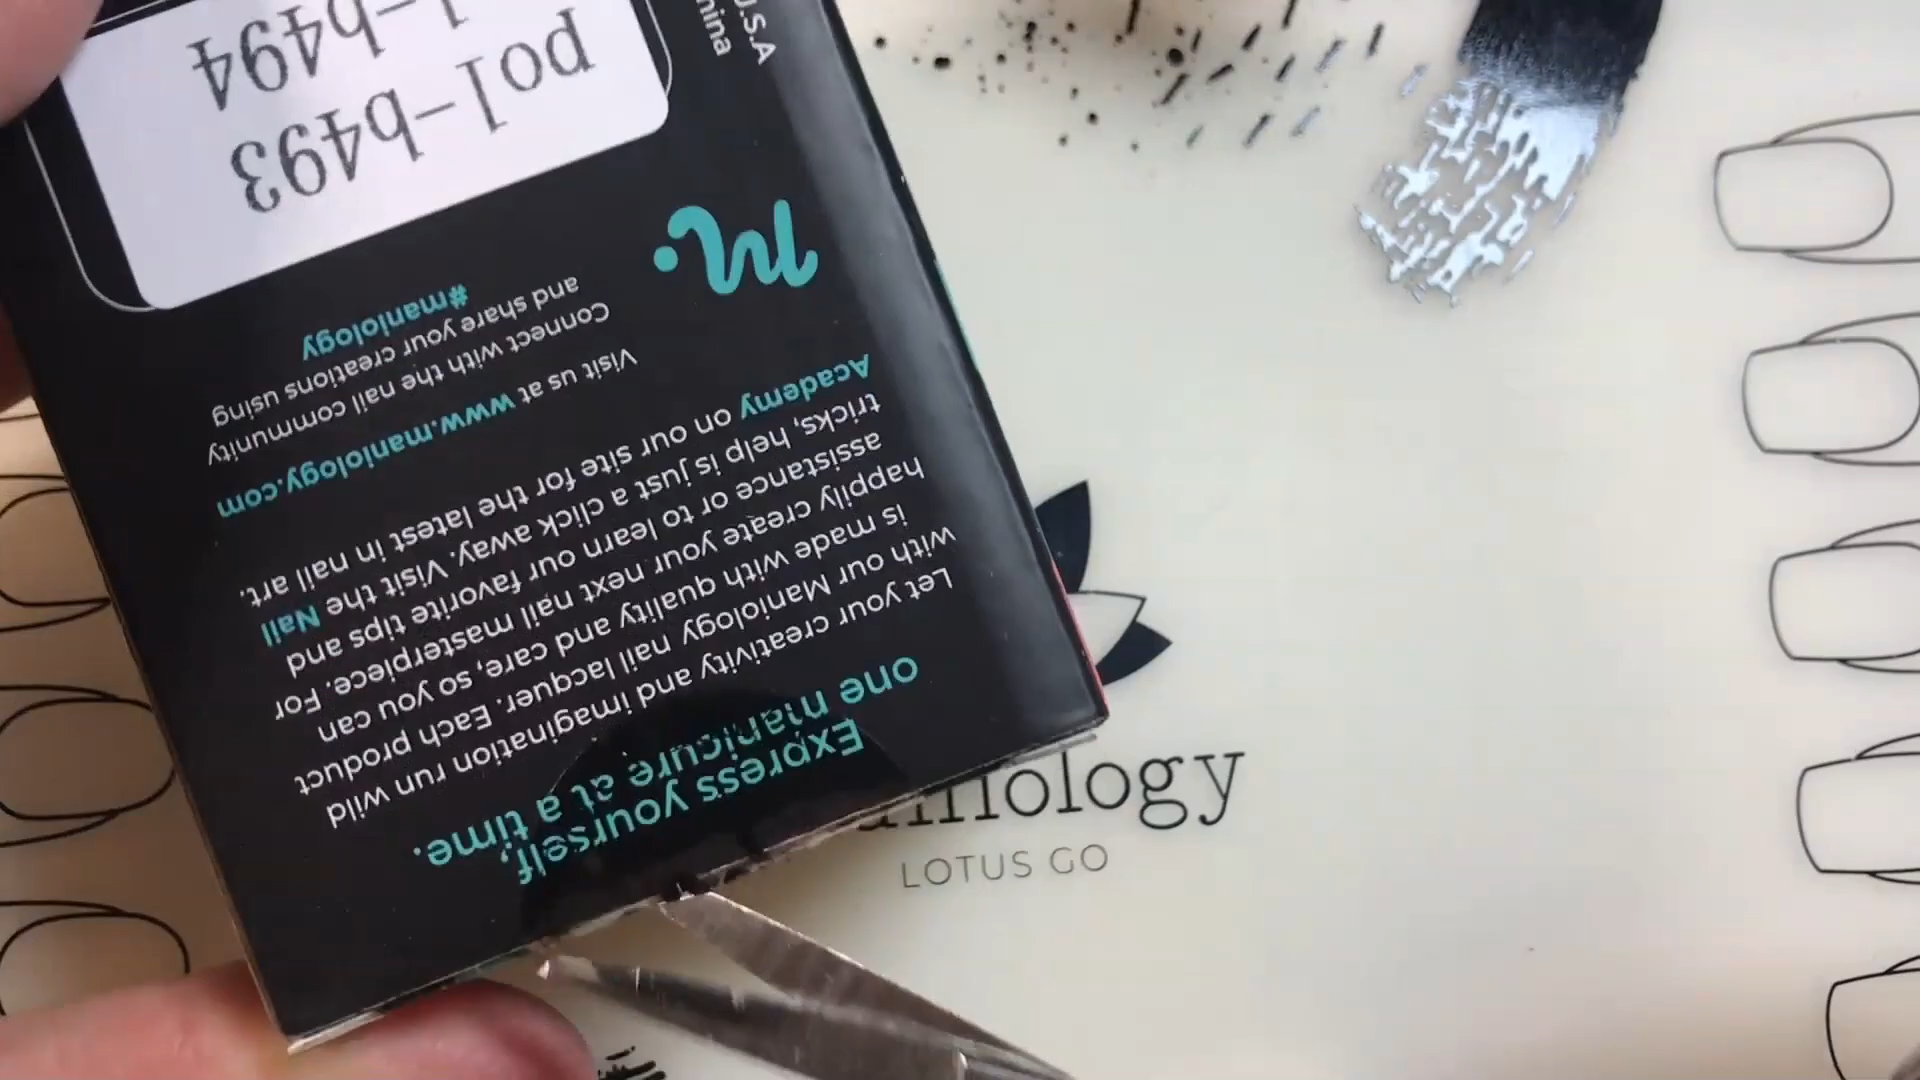 Express yourself,
one manicure at a time.
Let your creativity and imagination run wild
with our Maniology nail lacquer. Each product
is made with quality and care, so you can
happily create your next nail masterpiece. For
assistance or to learn our favorite tips and
tricks, help is just a click away. Visit the Nail
Academy on our site for the latest in nail art.
Visit us at www.maniology.com
Connect with the nail community
and share your creations using
#maniology
m.
po1-b493
1-b494
U.S.A
hina
aniology
LOTUS GO